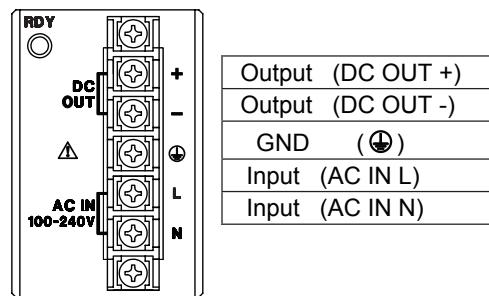 RDY
DC
OUT
+
−
AC IN
100-240V
L
N
Output (DC OUT +)
Output (DC OUT -)
GND (⏚)
Input (AC IN L)
Input (AC IN N)